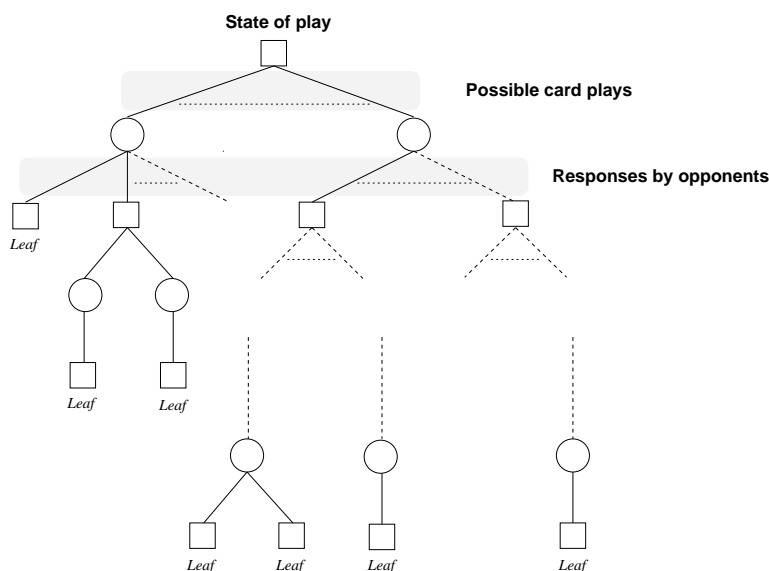 State of play
Possible card plays
Responses by opponents
Leaf
Leaf
Leaf
Leaf
Leaf
Leaf
Leaf